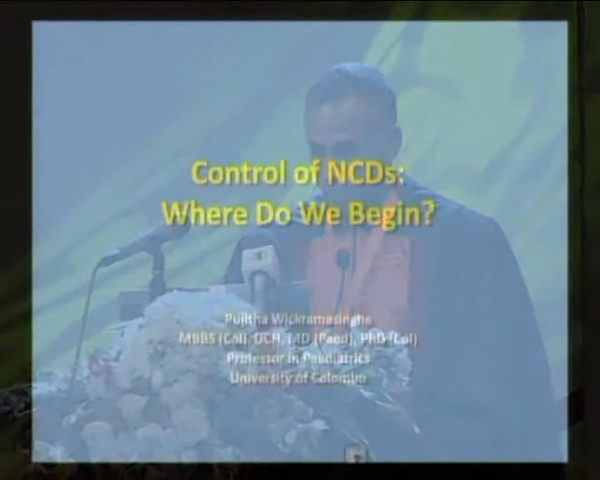 Control of NCDs:
Where Do We Begin?
Pujitha Wickramasinghe
MBBS (Col), DCH, MD (Paed), PhD (Col)
Professor in Paediatrics
University of Colombo